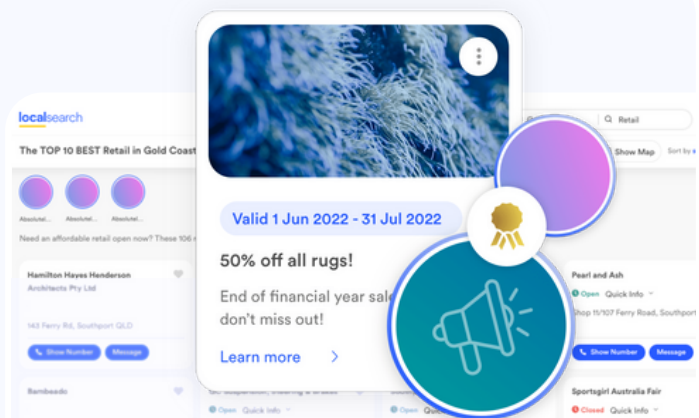 localsearch
Retail
The TOP 10 BEST Retail in Gold Coast
Show Map
Sort by
Absolutel... Absolutel... Absolutel...
Need an affordable retail open now? These 106
Valid 1 Jun 2022 - 31 Jul 2022
50% off all rugs!
End of financial year sale
don't miss out!
Learn more
Hamilton Hayes Henderson
Architects Pty Ltd
143 Ferry Rd, Southport QLD
Show Number Message
Bambeado
Open Quick Info
Open
Pearl and Ash
Open Quick Info
Shop 11/107 Ferry Road, Southport
Show Number Message
Sportsgirl Australia Fair
Closed Quick Info